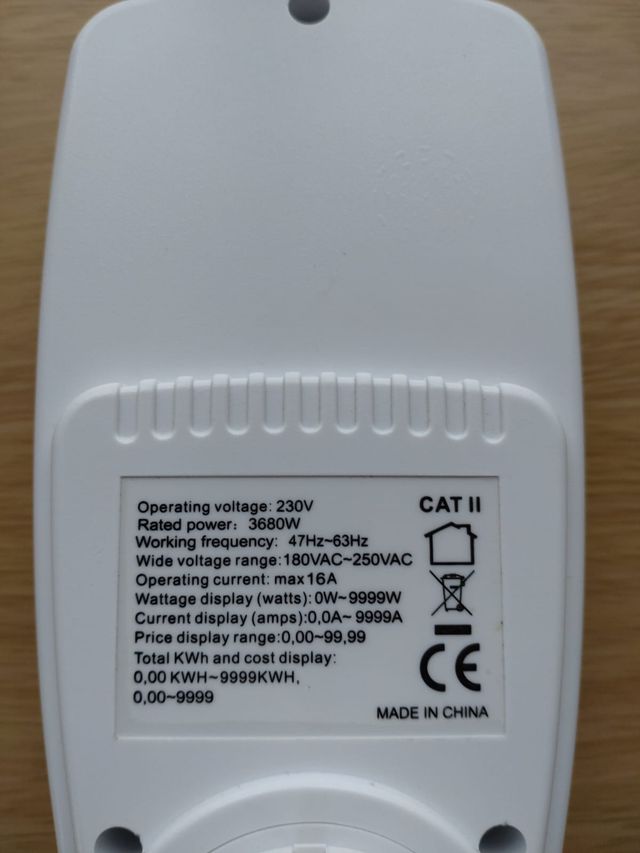 Operating voltage: 230V
Rated power: 3680W
Working frequency: 47Hz~63Hz
Wide voltage range:180VAC~250VAC
Operating current: max16A
Wattage display (watts):0W~9999W
Current display (amps):0,0A~ 9999A
Price display range:0,00~99,99
Total KWh and cost display:
0,00 KWH~9999KWH,
0,00~9999
CAT II
CE
MADE IN CHINA